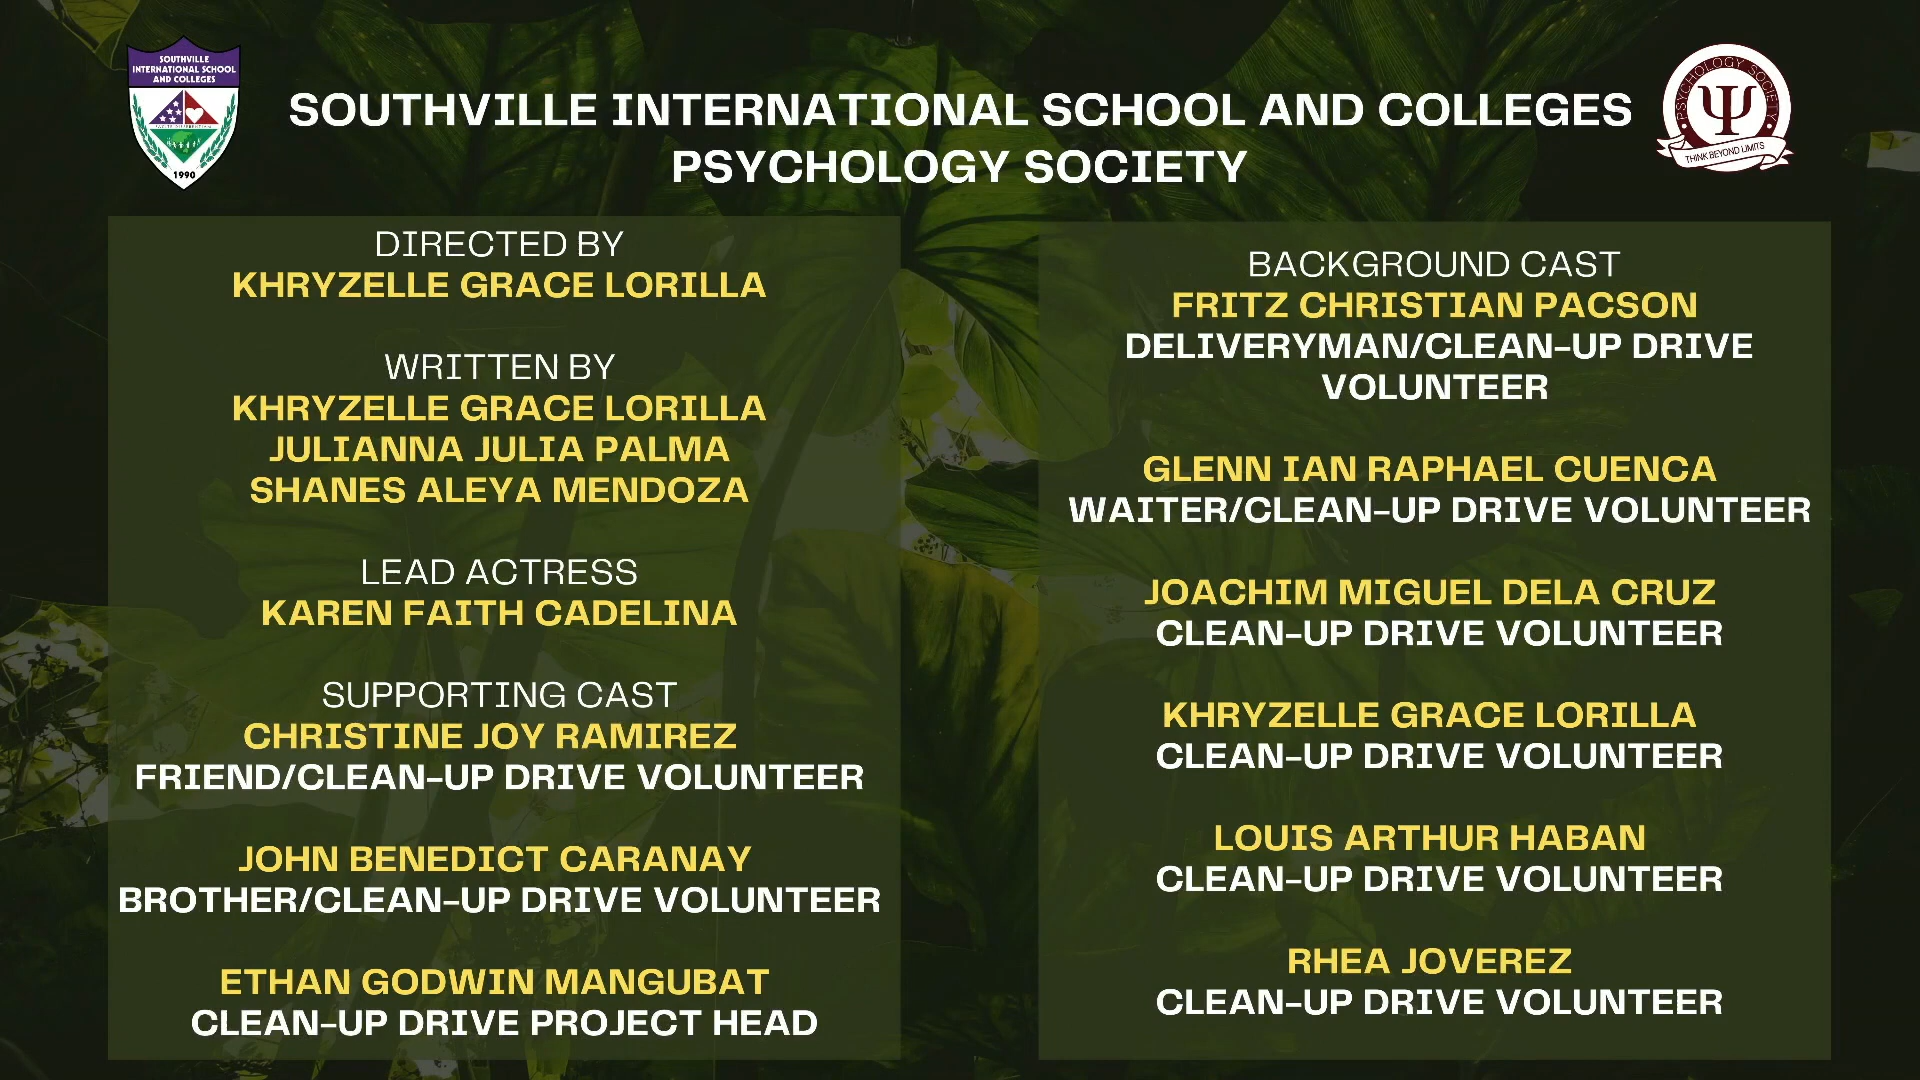 SOUTHVILLE
INTERNATIONAL SCHOOL
AND COLLEGES
1990
SOUTHVILLE INTERNATIONAL SCHOOL AND COLLEGES
PSYCHOLOGY SOCIETY
PSYCHOLOGY SOCIETY
Ψ
THINK BEYOND LIMITS
DIRECTED BY
KHRYZELLE GRACE LORILLA
WRITTEN BY
KHRYZELLE GRACE LORILLA
JULIANNA JULIA PALMA
SHANES ALEYA MENDOZA
LEAD ACTRESS
KAREN FAITH CADELINA
SUPPORTING CAST
CHRISTINE JOY RAMIREZ
FRIEND/CLEAN-UP DRIVE VOLUNTEER
JOHN BENEDICT CARANAY
BROTHER/CLEAN-UP DRIVE VOLUNTEER
ETHAN GODWIN MANGUBAT
CLEAN-UP DRIVE PROJECT HEAD
BACKGROUND CAST
FRITZ CHRISTIAN PACSON
DELIVERYMAN/CLEAN-UP DRIVE
VOLUNTEER
GLENN IAN RAPHAEL CUENCA
WAITER/CLEAN-UP DRIVE VOLUNTEER
JOACHIM MIGUEL DELA CRUZ
CLEAN-UP DRIVE VOLUNTEER
KHRYZELLE GRACE LORILLA
CLEAN-UP DRIVE VOLUNTEER
LOUIS ARTHUR HABAN
CLEAN-UP DRIVE VOLUNTEER
RHEA JOVEREZ
CLEAN-UP DRIVE VOLUNTEER